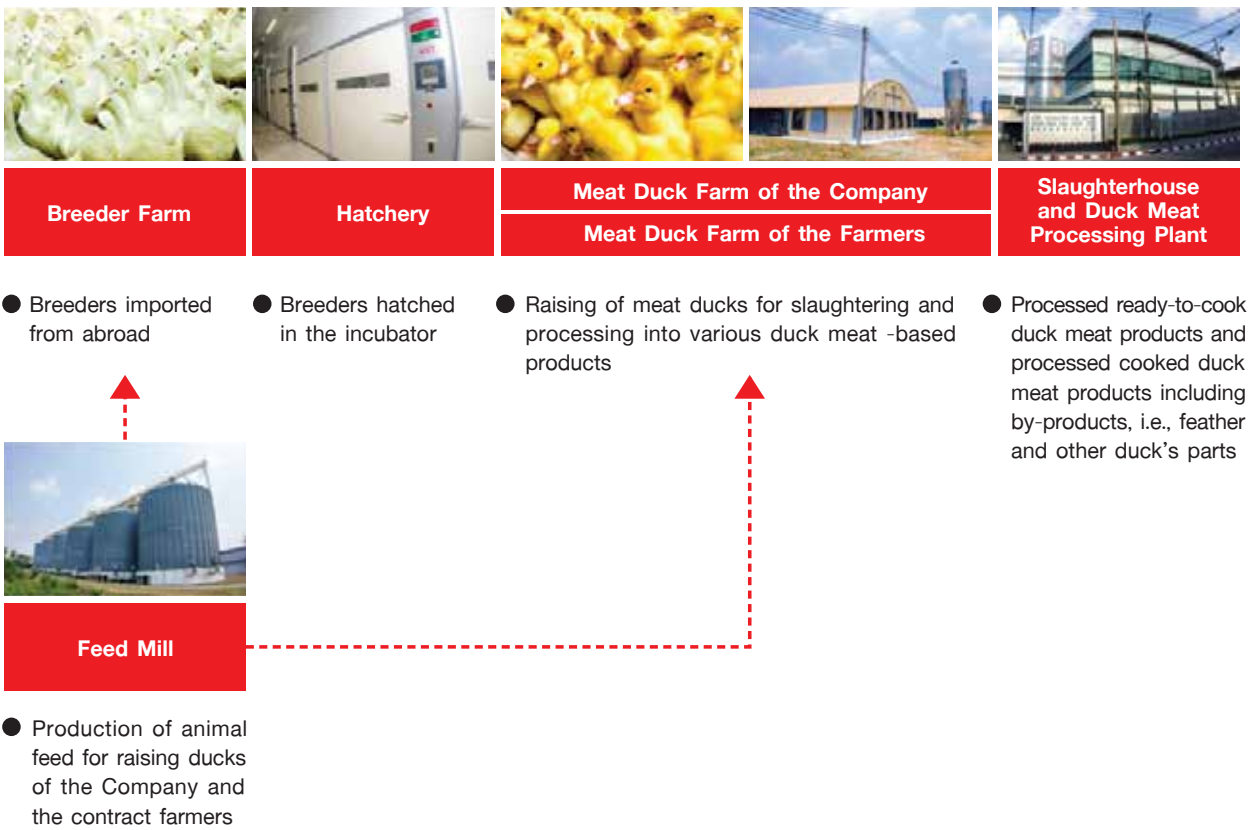 Breeder Farm
Hatchery
Meat Duck Farm of the Company
Meat Duck Farm of the Farmers
Slaughterhouse
and Duck Meat
Processing Plant
● Breeders imported
from abroad
● Breeders hatched
in the incubator
● Raising of meat ducks for slaughtering and
processing into various duck meat -based
products
● Processed ready-to-cook
duck meat products and
processed cooked duck
meat products including
by-products, i.e., feather
and other duck's parts
Feed Mill
● Production of animal
feed for raising ducks
of the Company and
the contract farmers